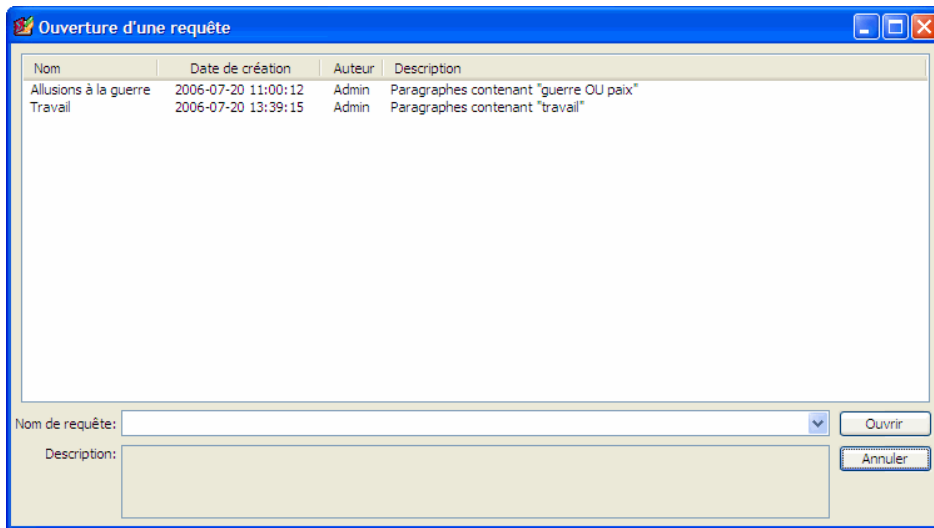 Ouverture d'une requête
Nom Date de création Auteur Description
Allusions à la guerre 2006-07-20 11:00:12 Admin Paragraphes contenant "guerre OU paix"
Travail 2006-07-20 13:39:15 Admin Paragraphes contenant "travail"
Nom de requête: Ouvrir
Description: Annuler